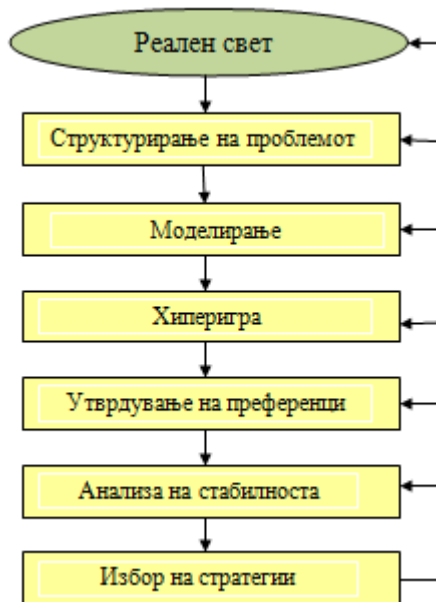 Реален свет
Структурирање на проблемот
Моделирање
Хиперигра
Утврдување на преференци
Анализа на стабилноста
Избор на стратегии